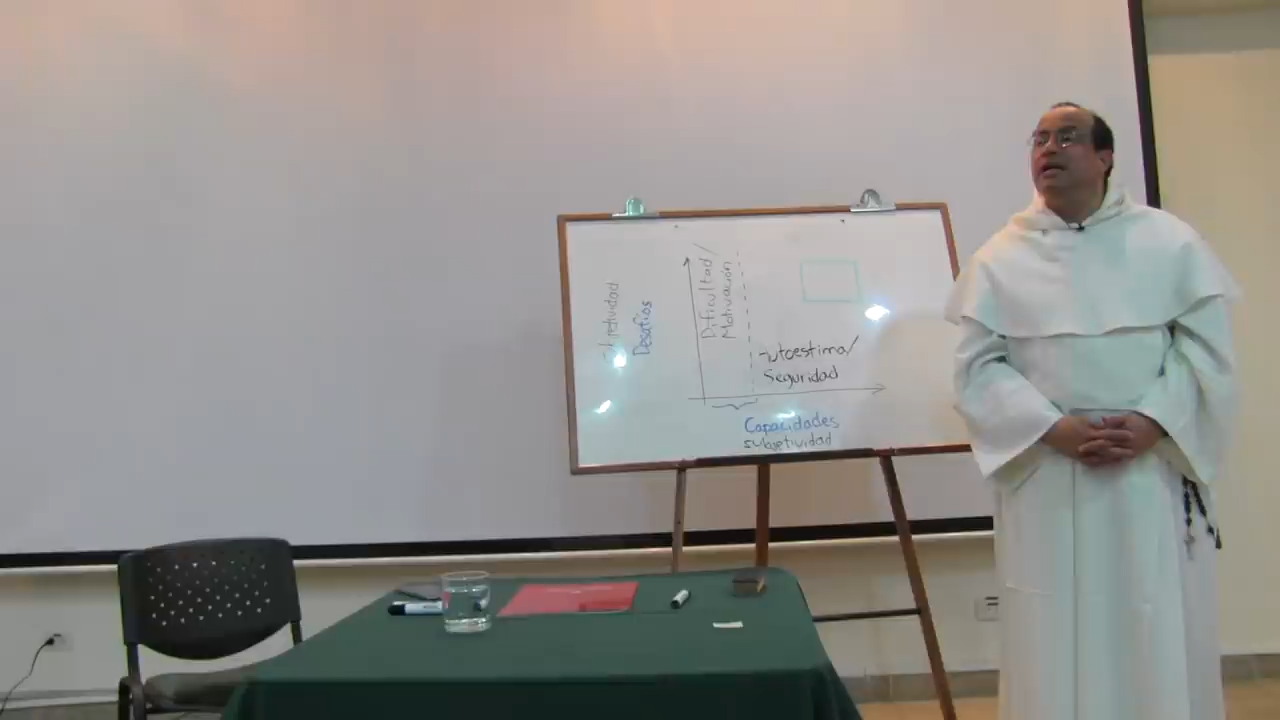 Desafíos
Dificultad/
Motivación
Autoestima/
Seguridad
Capacidades
subjetividad